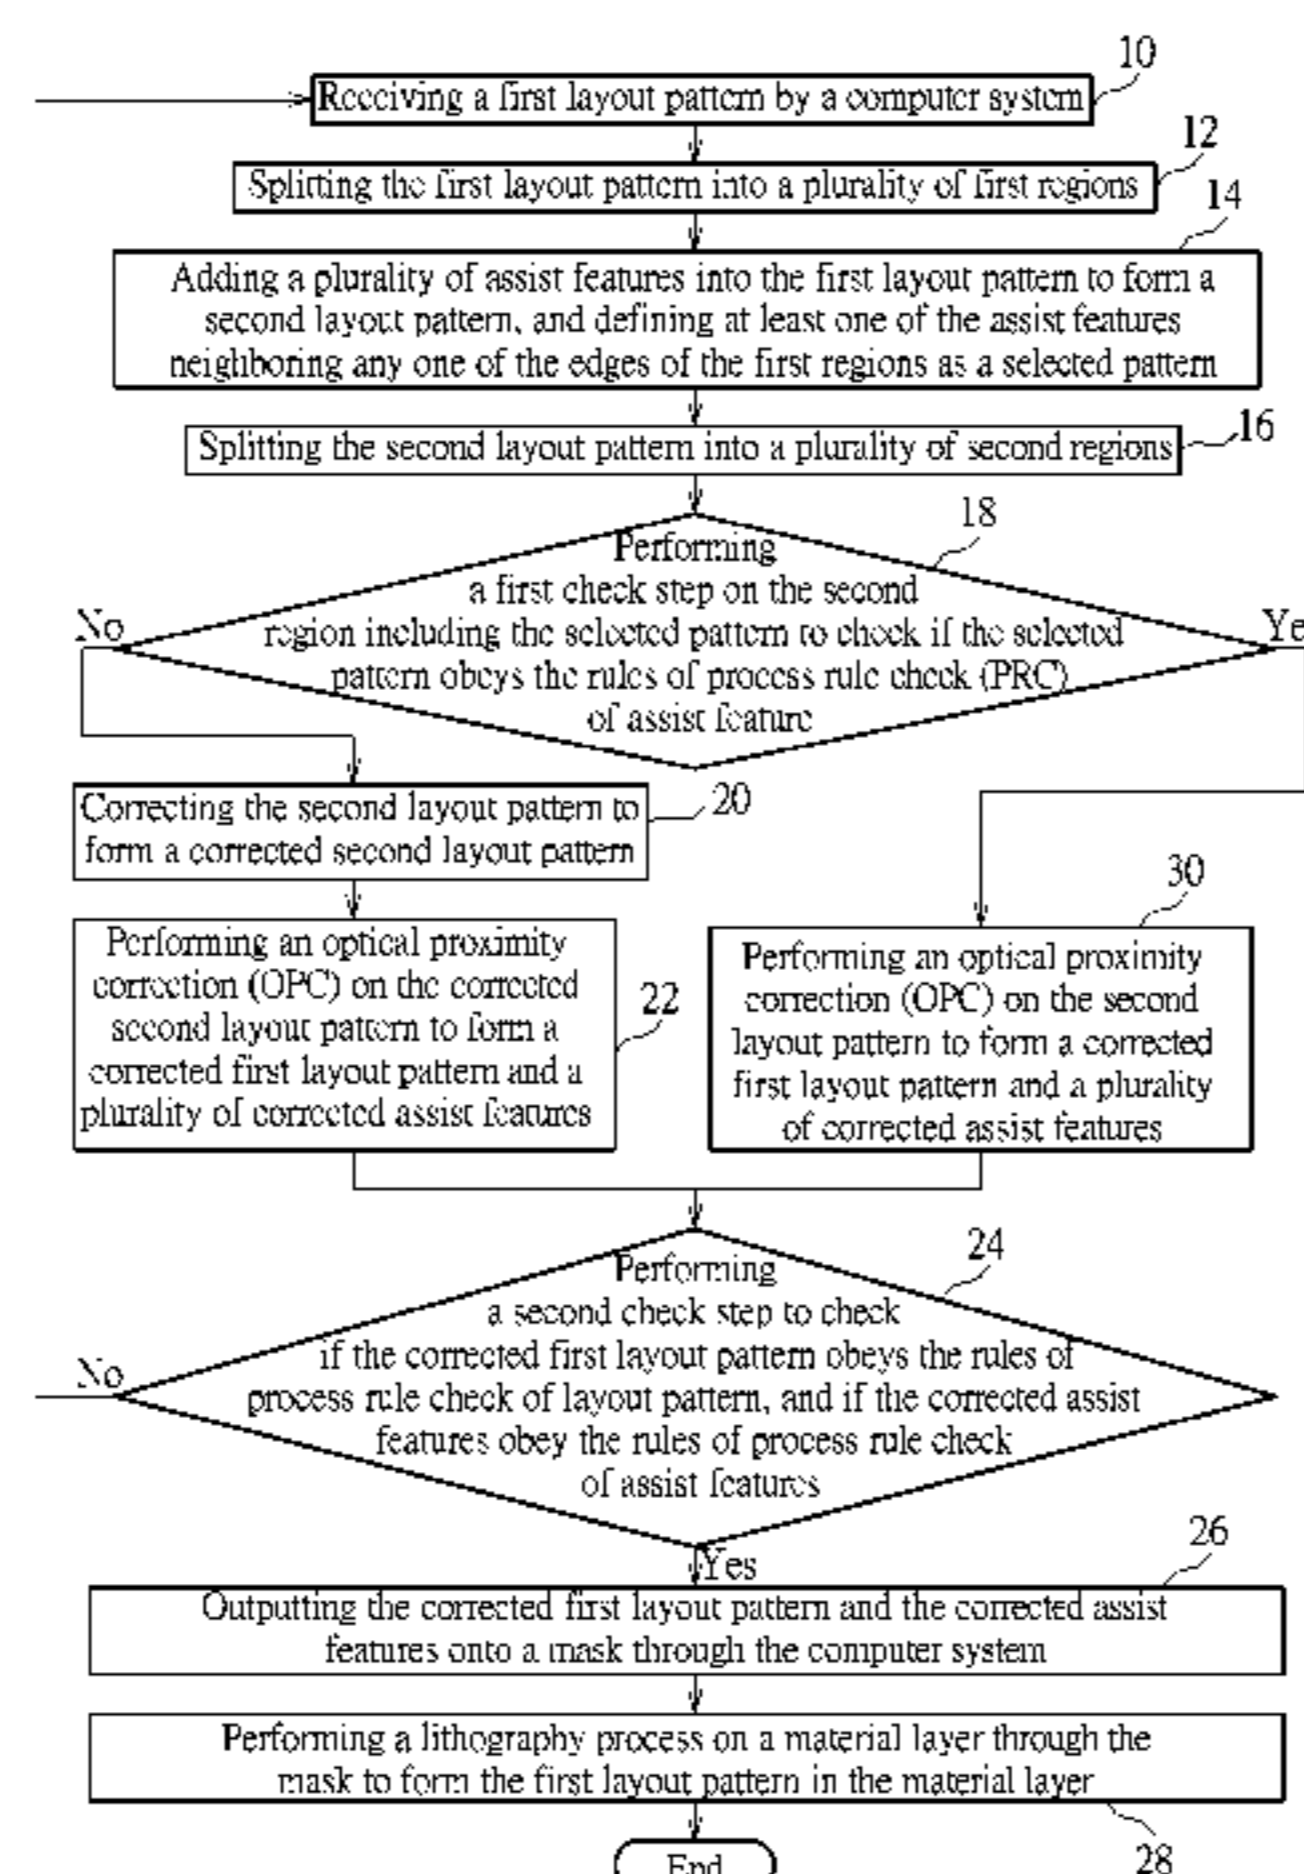 10
Receiving a first layout pattern by a computer system
12
Splitting the first layout pattern into a plurality of first regions
14
Adding a plurality of assist features into the first layout pattern to form a
second layout pattern, and defining at least one of the assist features
neighboring any one of the edges of the first regions as a selected pattern
16
Splitting the second layout pattern into a plurality of second regions
18
Performing
a first check step on the second
region including the selected pattern to check if the selected
pattern obeys the rules of process rule check (PRC)
of assist feature
No
Ye
20
Correcting the second layout pattern to
form a corrected second layout pattern
22
Performing an optical proximity
correction (OPC) on the corrected
second layout pattern to form a
corrected first layout pattern and a
plurality of corrected assist features
30
Performing an optical proximity
correction (OPC) on the second
layout pattern to form a corrected
first layout pattern and a plurality
of corrected assist features
24
Performing
a second check step to check
if the corrected first layout pattern obeys the rules of
process rule check of layout pattern, and if the corrected assist
features obey the rules of process rule check
of assist features
No
Yes
26
Outputting the corrected first layout pattern and the corrected assist
features onto a mask through the computer system
Performing a lithography process on a material layer through the
mask to form the first layout pattern in the material layer
28
End